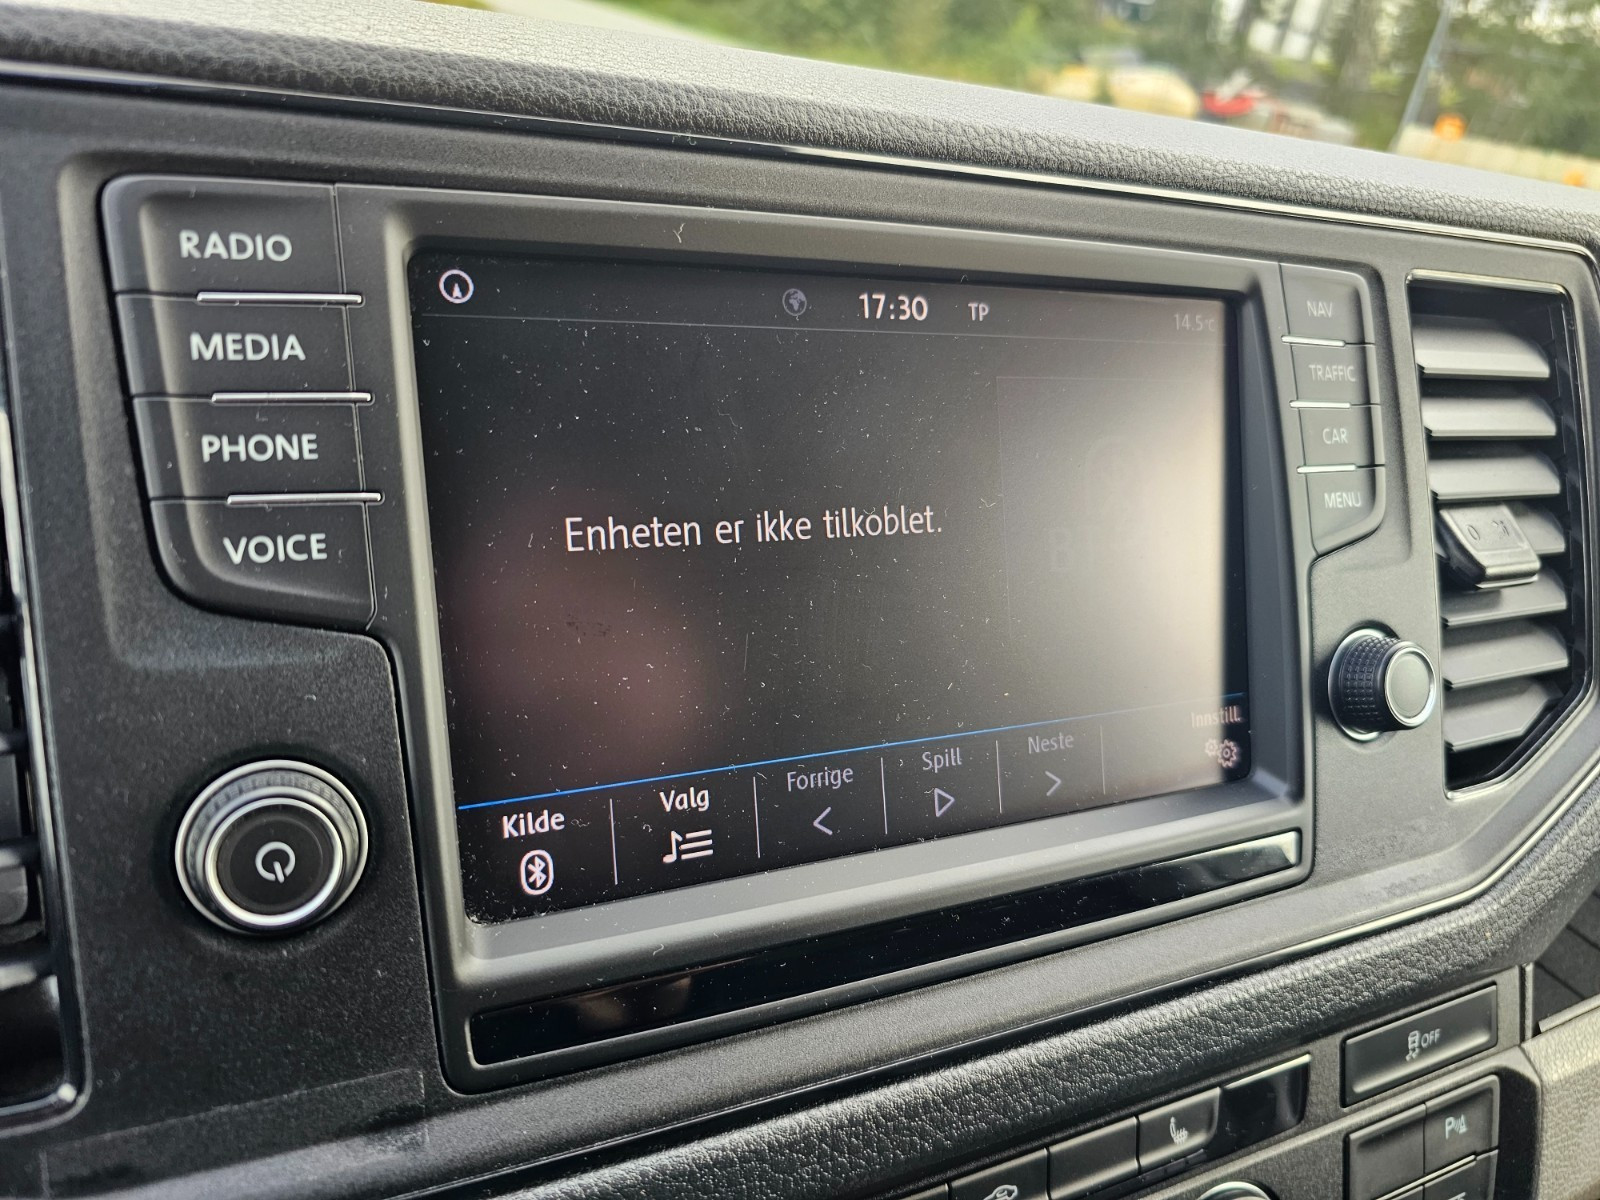 RADIO
MEDIA
PHONE
VOICE
17:30 TP 14.5°C
Enheten er ikke tilkoblet.
Kilde
Valg
Forrige
Spill
Neste
Innstill.
NAV
TRAFFIC
CAR
MENU
OFF